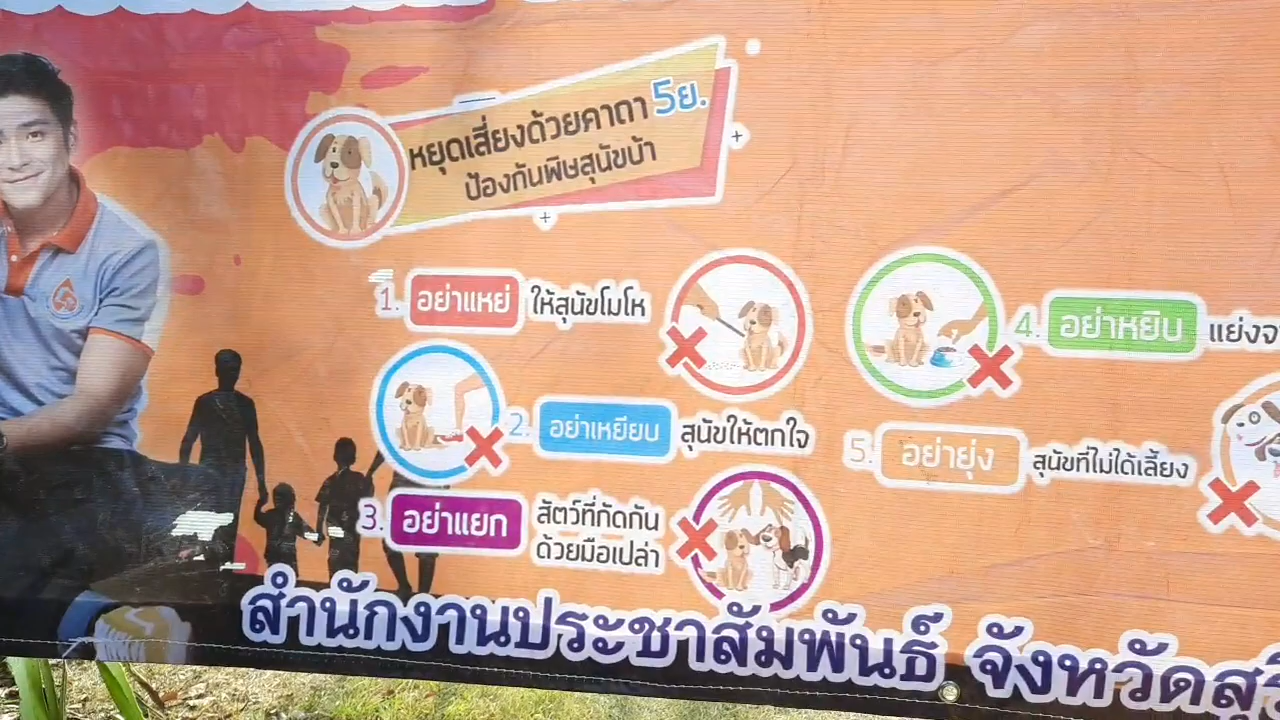 หยุดเสี่ยงด้วยคาถา 5ย.
ป้องกันพิษสุนัขบ้า
1. อย่าแหย่ ให้สุนัขโมโห
2. อย่าเหยียบ สุนัขให้ตกใจ
3. อย่าแยก สัตว์ที่กัดกัน
ด้วยมือเปล่า
4. อย่าหยิบ แย่ง
5. อย่ายุ่ง สุนัขที่ไม่ได้เลี้ยง
สำนักงานประชาสัมพันธ์ จังหวัด